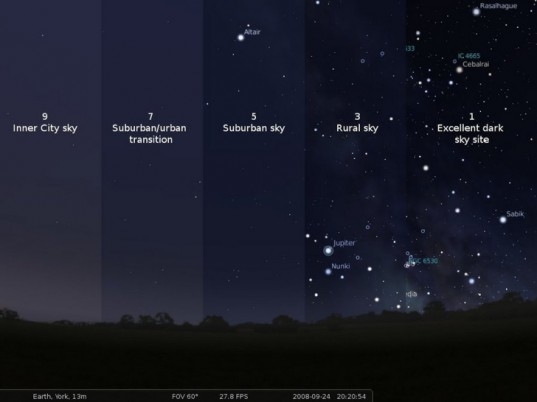 Rasalhague
Altair
IC 4665
Cebalrai
9
Inner City sky
7
Suburban/urban
transition
5
Suburban sky
3
Rural sky
1
Excellent dark
sky site
Sabik
Jupiter
Nunki
Earth, York, 13m
FOV 60°
27.8 FPS
2008-09-24 20:20:54